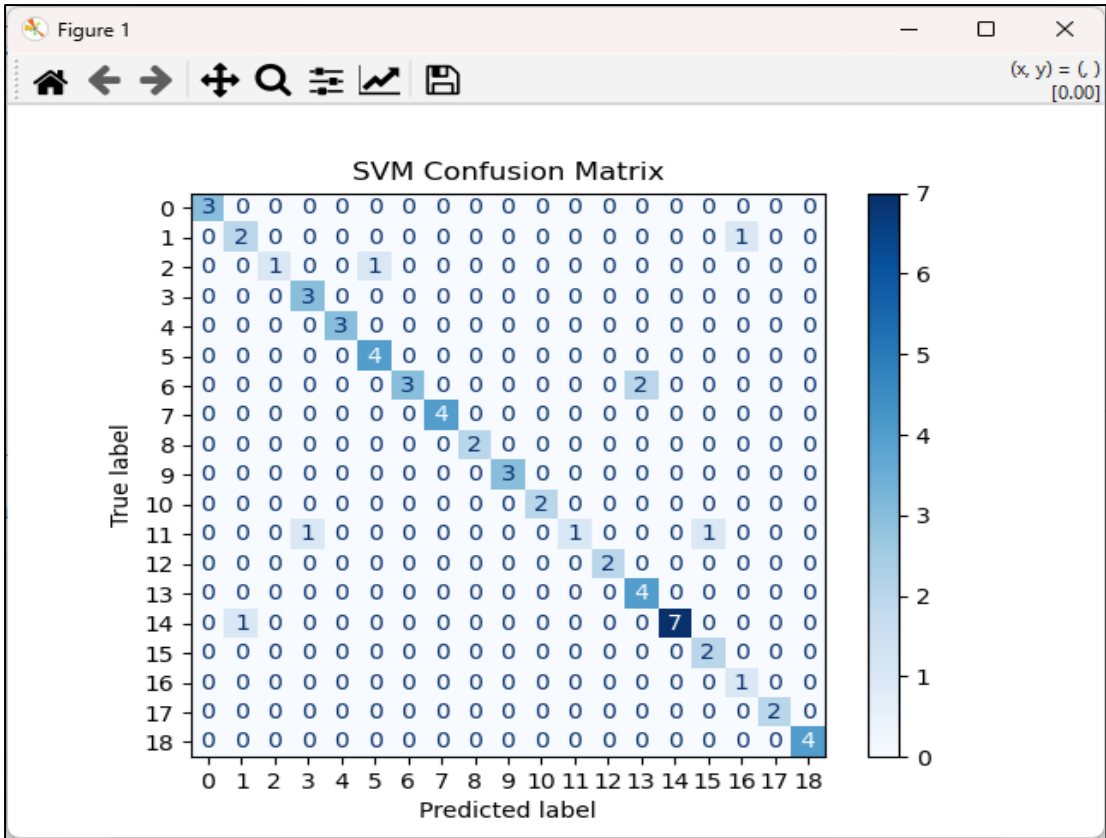 Figure 1
(x, y) = (, )
[0.00]
SVM Confusion Matrix
0 3 0 0 0 0 0 0 0 0 0 0 0 0 0 0 0 0 0 0
1 0 2 0 0 0 0 0 0 0 0 0 0 0 0 0 0 1 0 0
2 0 0 1 0 0 1 0 0 0 0 0 0 0 0 0 0 0 0 0
3 0 0 0 3 0 0 0 0 0 0 0 0 0 0 0 0 0 0 0
4 0 0 0 0 3 0 0 0 0 0 0 0 0 0 0 0 0 0 0
5 0 0 0 0 0 4 0 0 0 0 0 0 0 0 0 0 0 0 0
6 0 0 0 0 0 0 3 0 0 0 0 0 0 2 0 0 0 0 0
7 0 0 0 0 0 0 0 4 0 0 0 0 0 0 0 0 0 0 0
8 0 0 0 0 0 0 0 0 2 0 0 0 0 0 0 0 0 0 0
9 0 0 0 0 0 0 0 0 0 3 0 0 0 0 0 0 0 0 0
10 0 0 0 0 0 0 0 0 0 0 2 0 0 0 0 0 0 0 0
11 0 0 0 1 0 0 0 0 0 0 0 1 0 0 0 1 0 0 0
12 0 0 0 0 0 0 0 0 0 0 0 0 2 0 0 0 0 0 0
13 0 0 0 0 0 0 0 0 0 0 0 0 0 4 0 0 0 0 0
14 0 1 0 0 0 0 0 0 0 0 0 0 0 0 7 0 0 0 0
15 0 0 0 0 0 0 0 0 0 0 0 0 0 0 0 2 0 0 0
16 0 0 0 0 0 0 0 0 0 0 0 0 0 0 0 0 1 0 0
17 0 0 0 0 0 0 0 0 0 0 0 0 0 0 0 0 0 2 0
18 0 0 0 0 0 0 0 0 0 0 0 0 0 0 0 0 0 0 4
0 1 2 3 4 5 6 7 8 9 10 11 12 13 14 15 16 17 18
Predicted label
True label
7
6
5
4
3
2
1
0